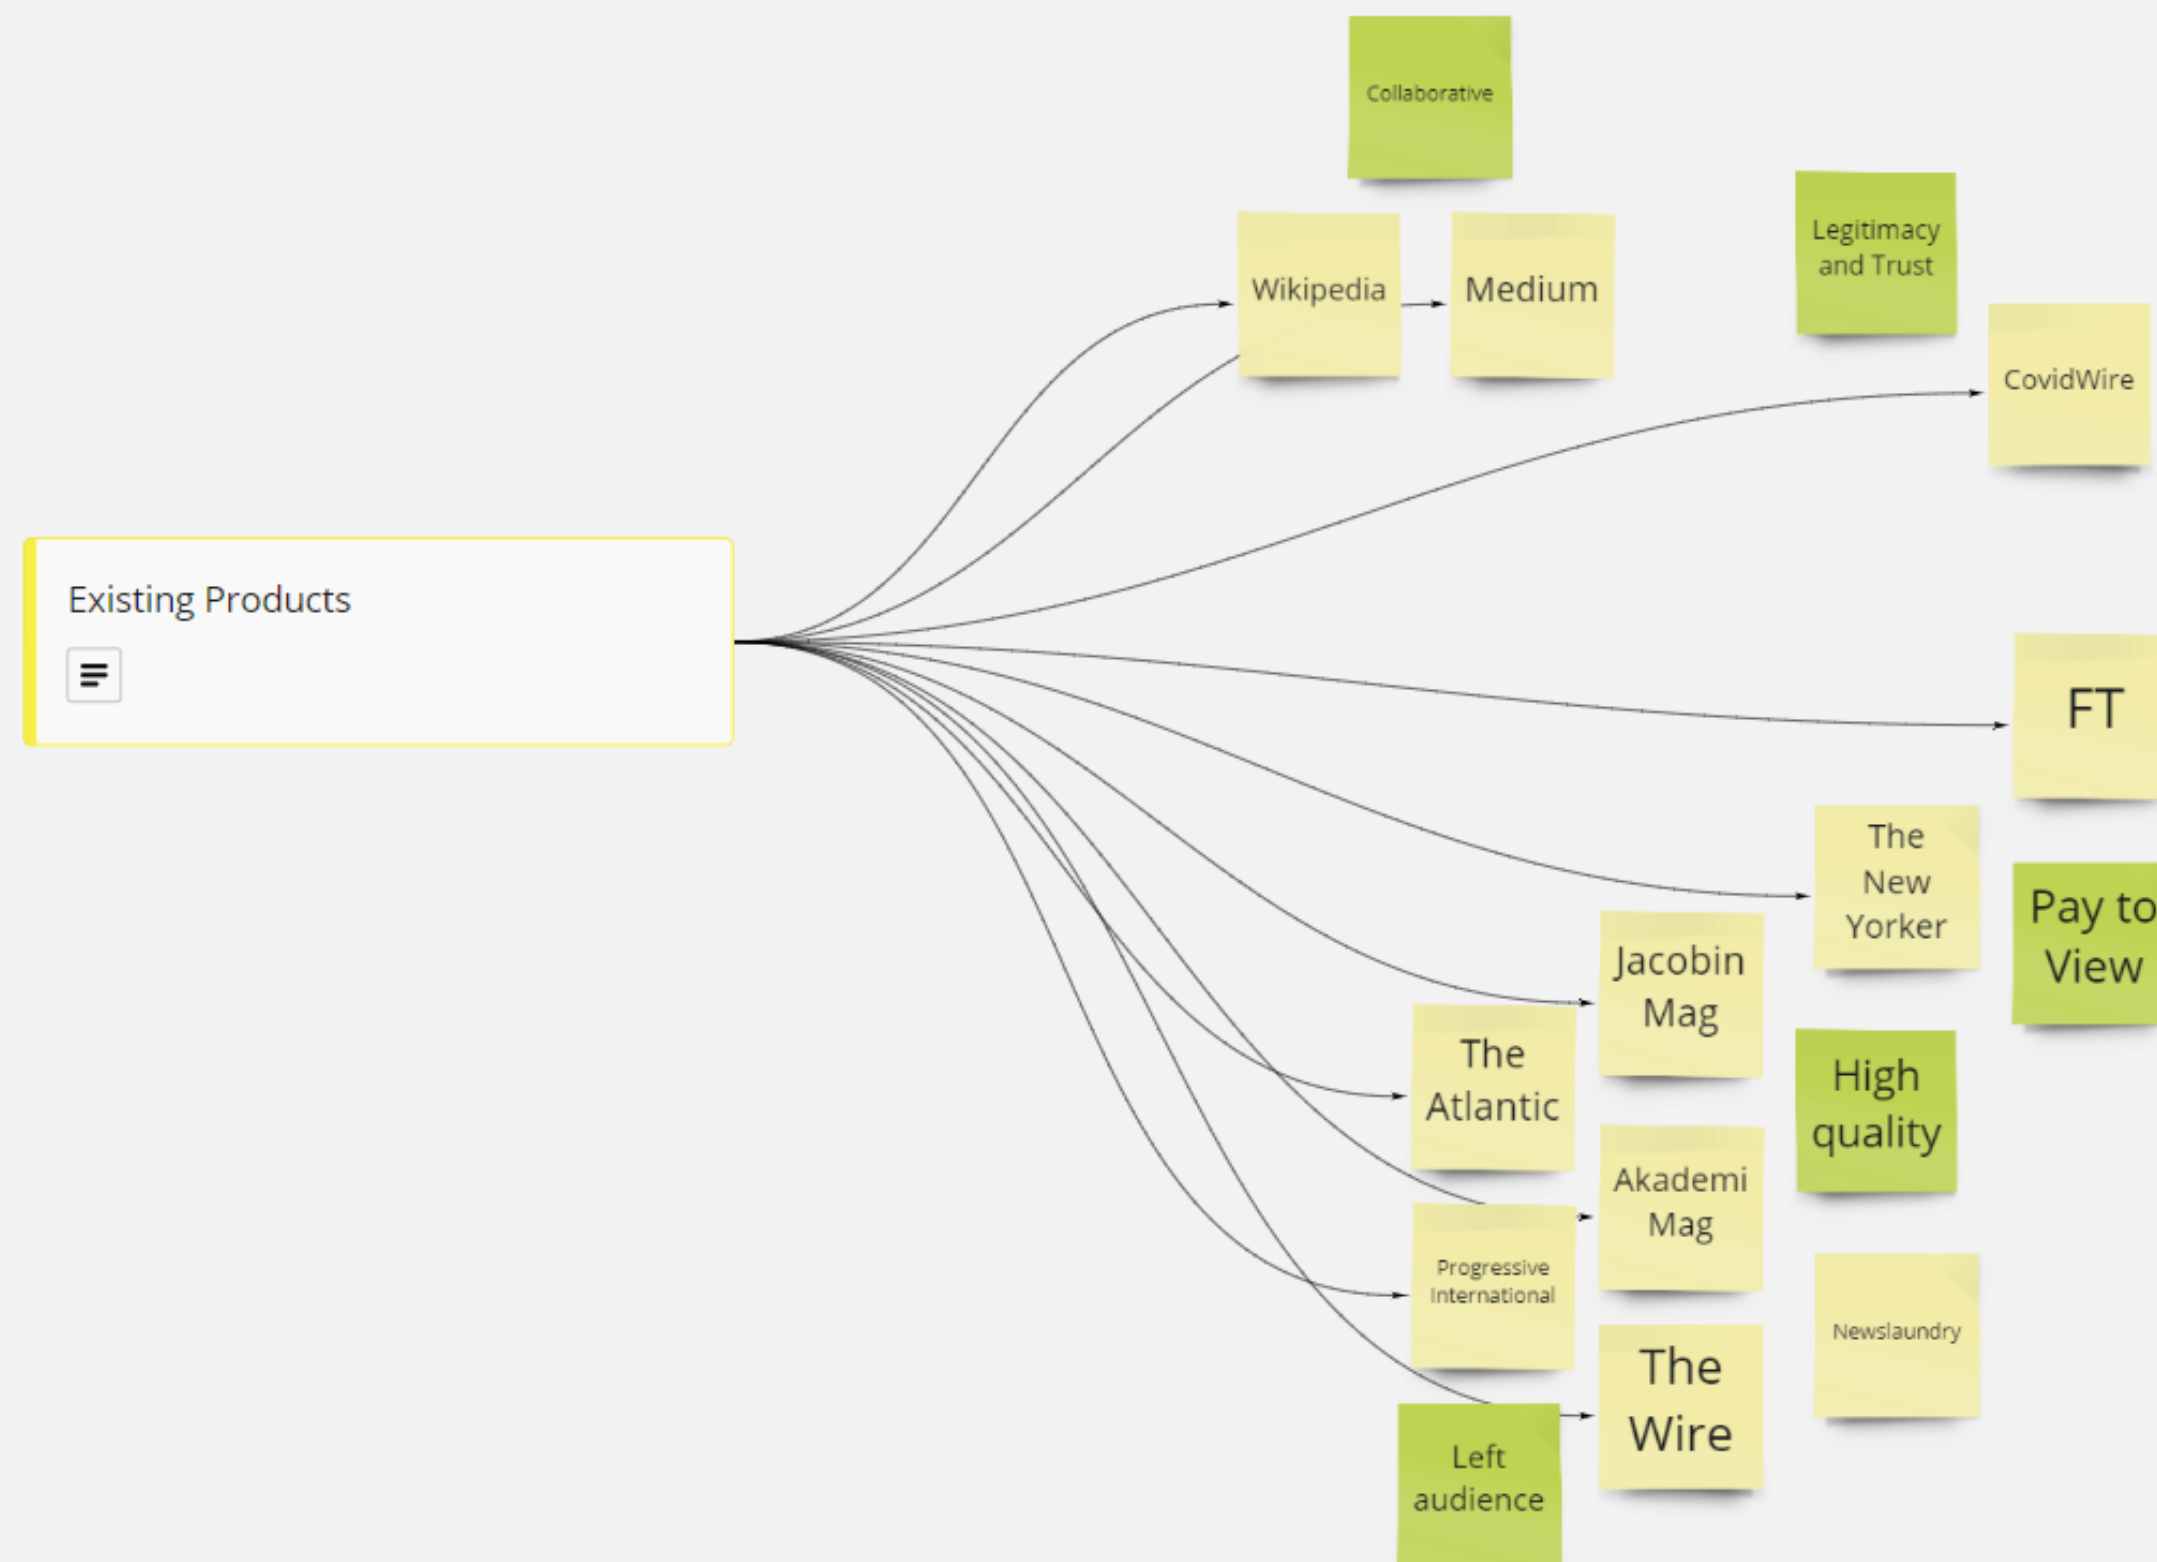 Collaborative
Legitimacy
and Trust
Wikipedia
Medium
CovidWire
Existing Products
FT
The
New
Yorker
Pay to
View
Jacobin
Mag
The
Atlantic
High
quality
Akademi
Mag
Progressive
International
Newslaundry
The
Wire
Left
audience